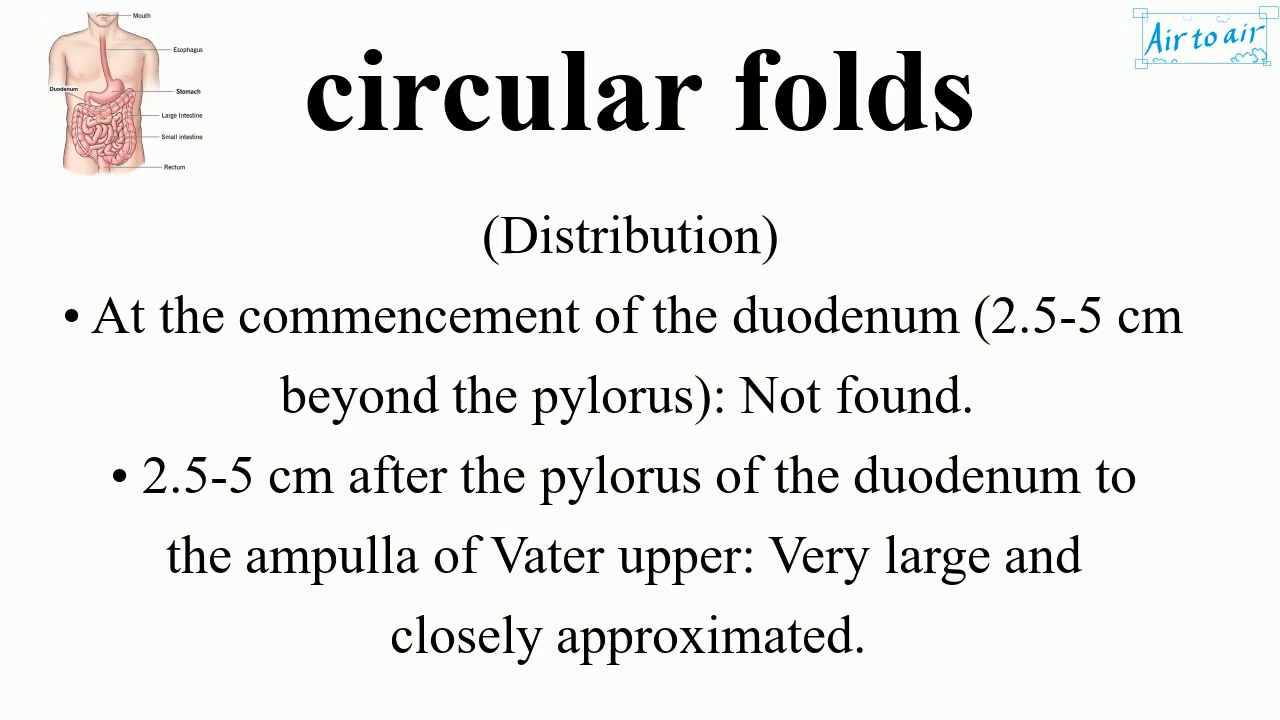 Mouth
Esophagus
Duodenum
Stomach
Large Intestine
Small intestine
Rectum
Air to air
circular folds
(Distribution)
• At the commencement of the duodenum (2.5-5 cm
beyond the pylorus): Not found.
• 2.5-5 cm after the pylorus of the duodenum to
the ampulla of Vater upper: Very large and
closely approximated.